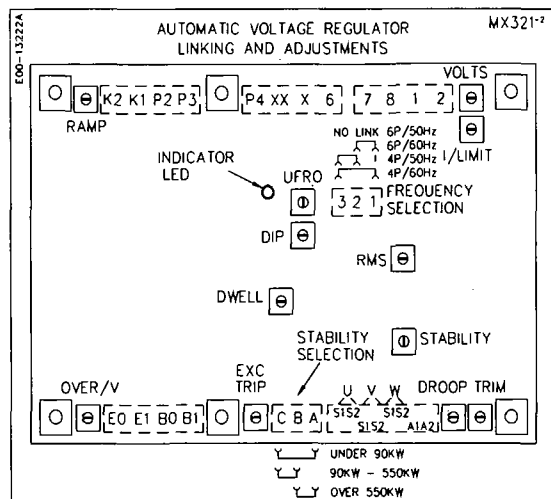 E00-13222A
AUTOMATIC VOLTAGE REGULATOR
LINKING AND ADJUSTMENTS
MX321-2
VOLTS
K2 K1 P2 P3
P4 XX X 6
7 8 1 2
RAMP
NO LINK 6P/50Hz
6P/60Hz
4P/50Hz
4P/60Hz
I/LIMIT
INDICATOR
LED
UFRO
3 2 1
FREQUENCY
SELECTION
DIP
RMS
DWELL
STABILITY
SELECTION
STABILITY
OVER/V
EXC
TRIP
U V W
DROOP TRIM
E0 E1 B0 B1
C B A
S1S2 S1S2
S1S2 A1A2
UNDER 90KW
90KW - 550KW
OVER 550KW